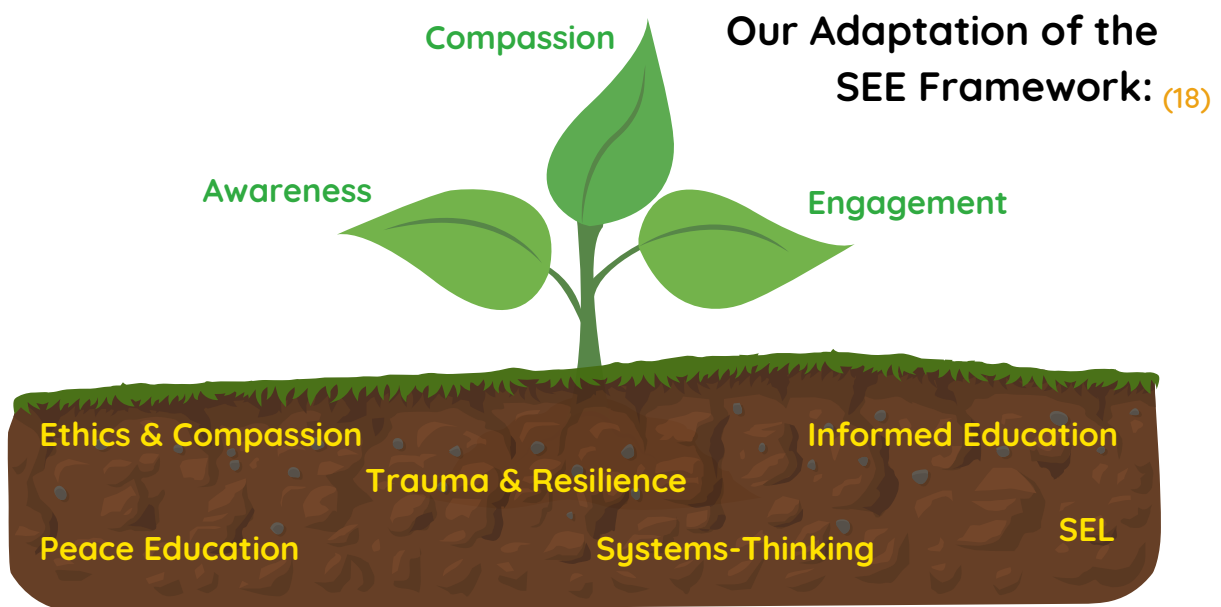 Our Adaptation of the
SEE Framework: (18)
Compassion
Awareness
Engagement
Ethics & Compassion
Informed Education
Trauma & Resilience
SEL
Peace Education
Systems-Thinking